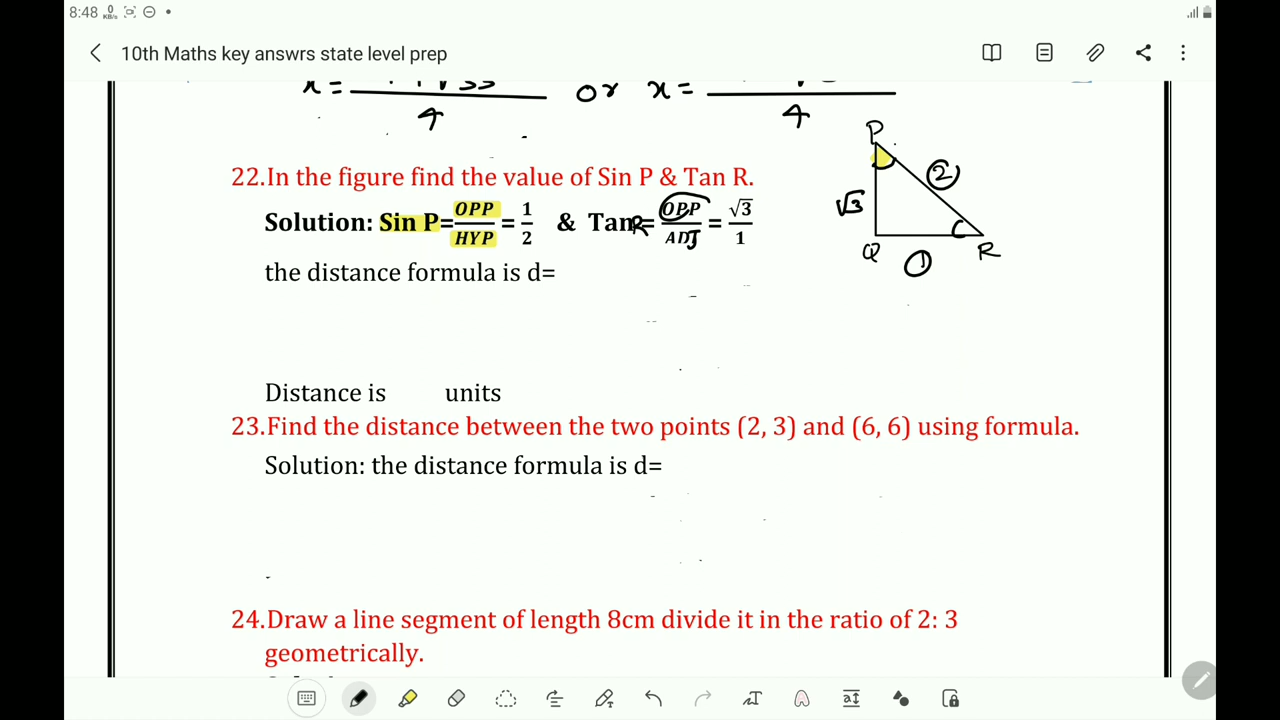 8:48 0 KB/s
10th Maths key answrs state level prep
x = 4 or x = 4
22.In the figure find the value of Sin P & Tan R.
Solution: Sin P=OPP/HYP=1/2 & Tan R=OPP/ADJ=√3/1
P
2
√3
Q
1
R
the distance formula is d=
Distance is units
23.Find the distance between the two points (2, 3) and (6, 6) using formula.
Solution: the distance formula is d=
24.Draw a line segment of length 8cm divide it in the ratio of 2: 3
geometrically.